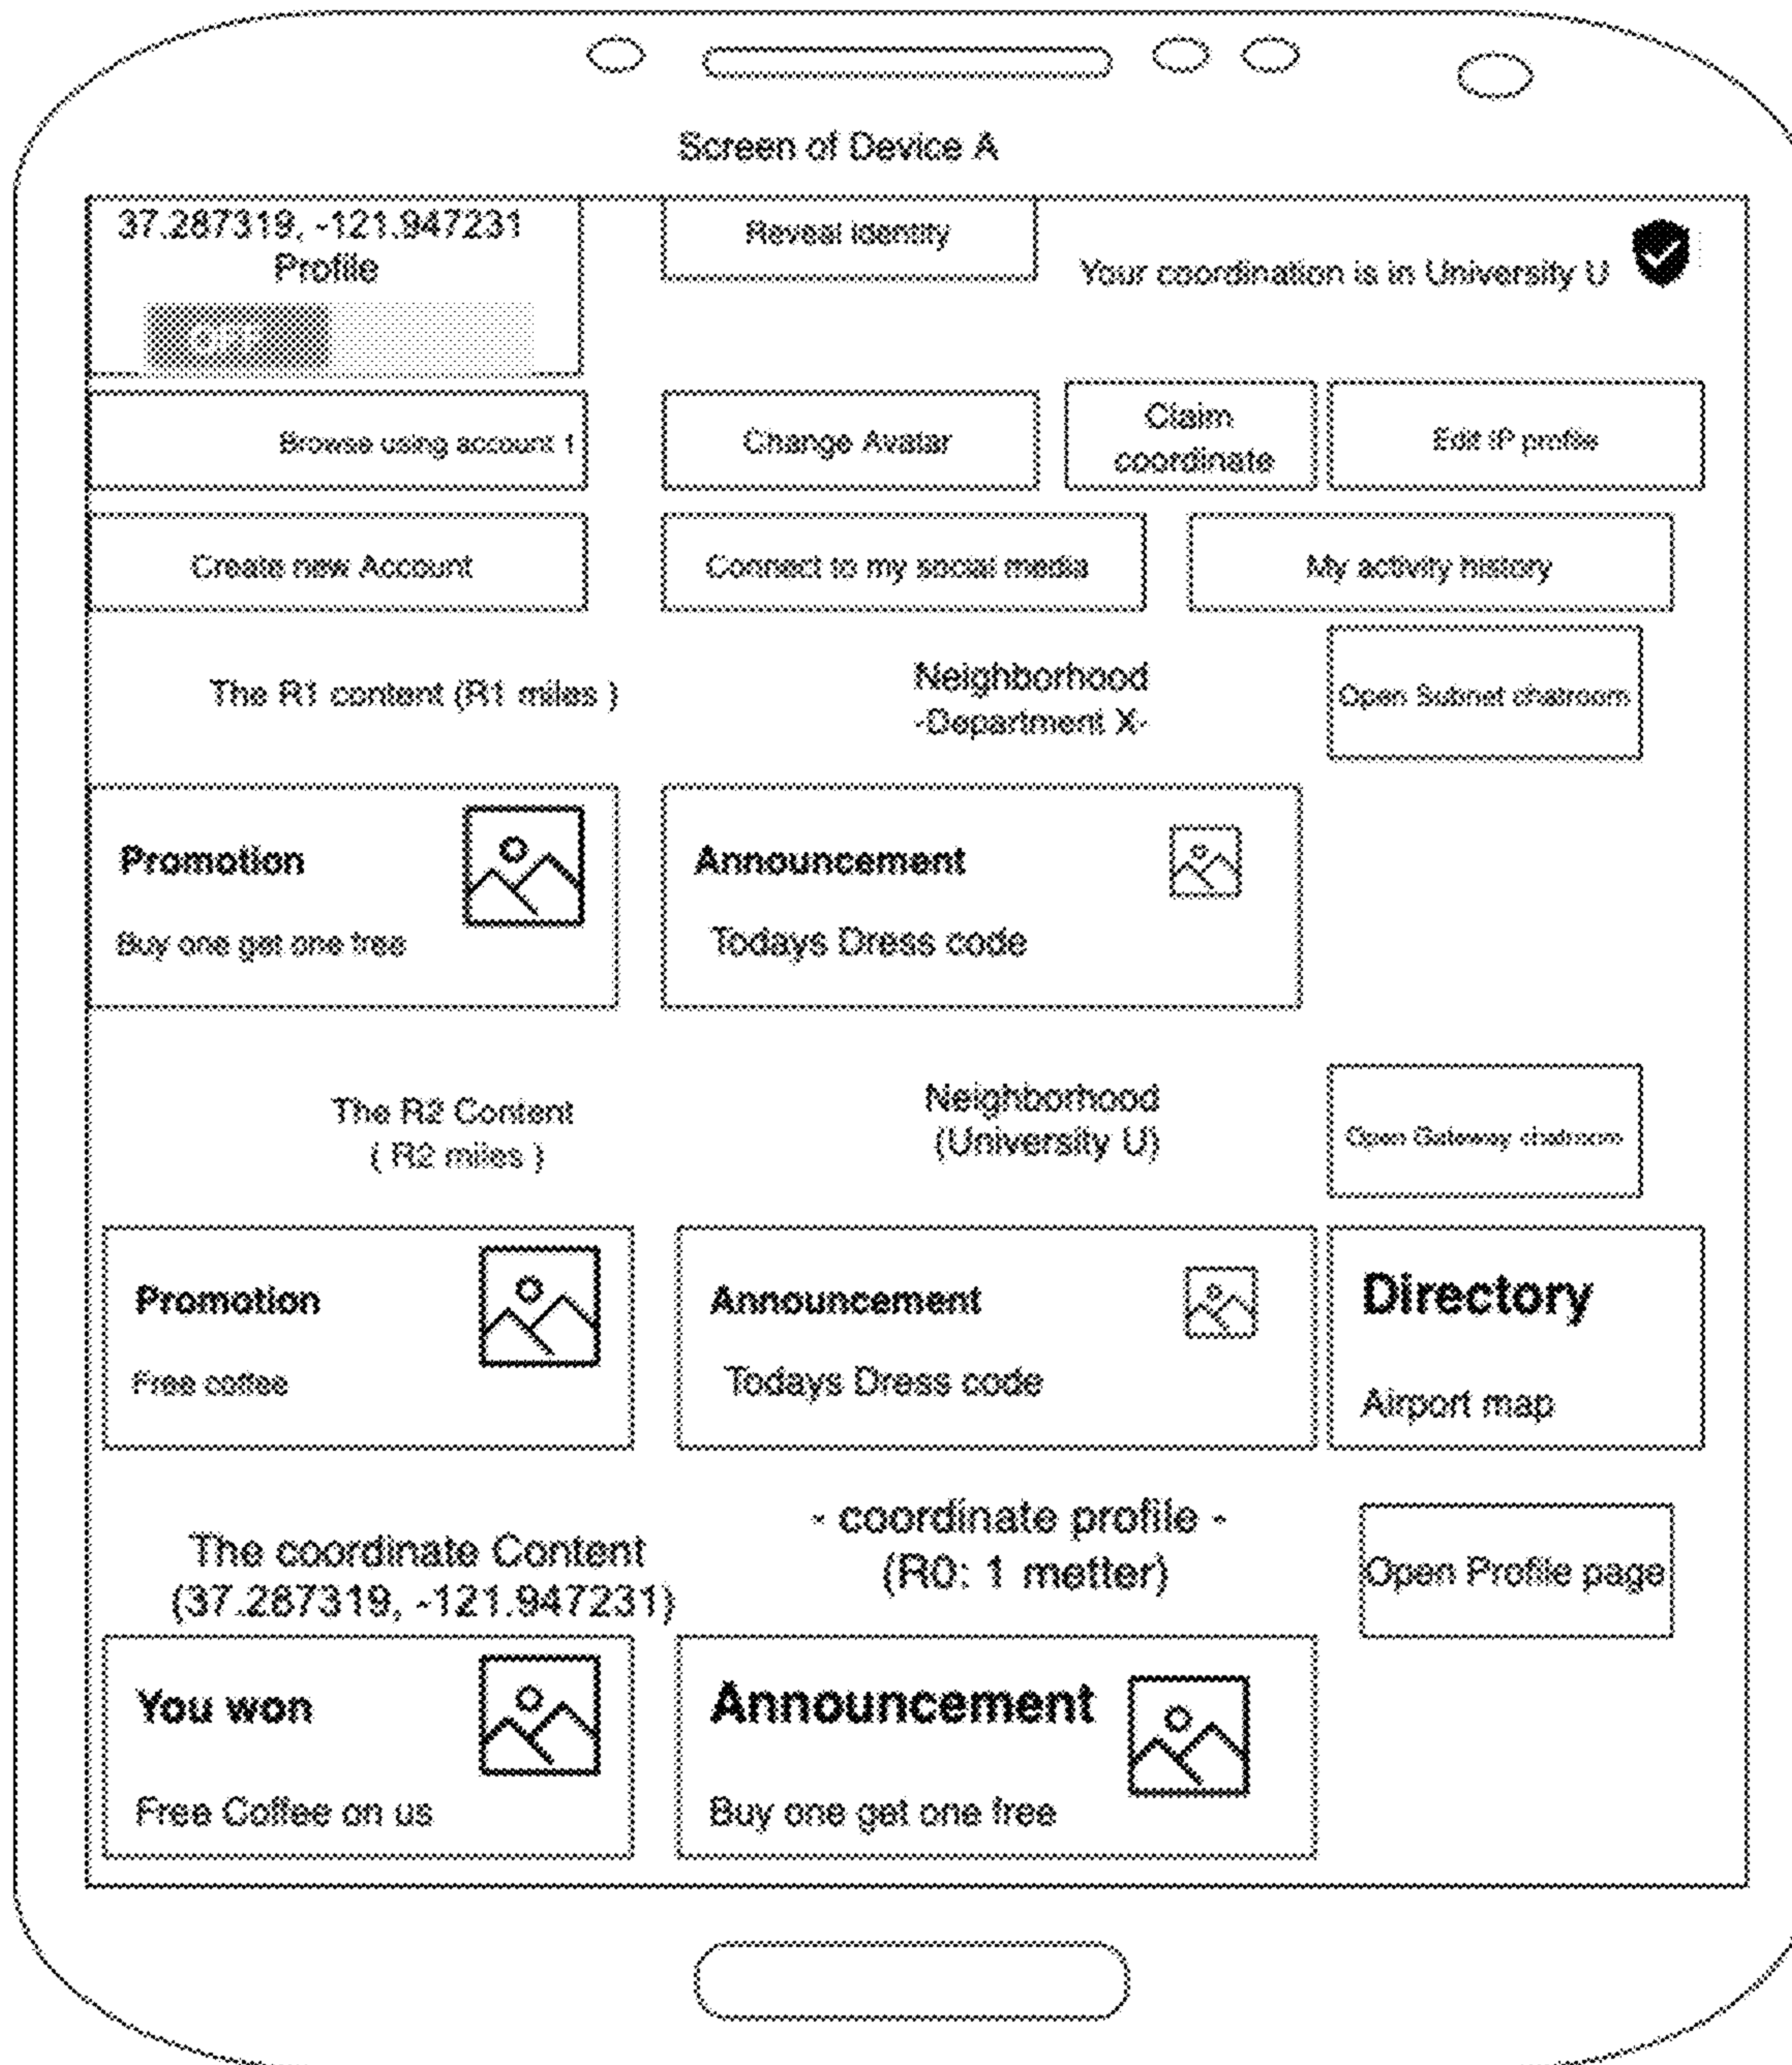 Screen of Device A
37.287319, -121.947231
Profile
OFF
Reveal identity
Your coordination is in University U
Browse using account 1
Change Avatar
Claim
coordinate
Edit IP profile
Create new Account
Connect to my social media
My activity history
The R1 content (R1 miles )
Neighborhood
-Department X-
Open Subnet chatroom
Promotion
Buy one get one free
Announcement
Todays Dress code
The R2 Content
( R2 miles )
Neighborhood
(University U)
Open Gateway chatroom
Promotion
Free coffee
Announcement
Todays Dress code
Directory
Airport map
The coordinate Content
(37.287319, -121.947231)
- coordinate profile -
(R0: 1 metter)
Open Profile page
You won
Free Coffee on us
Announcement
Buy one get one free